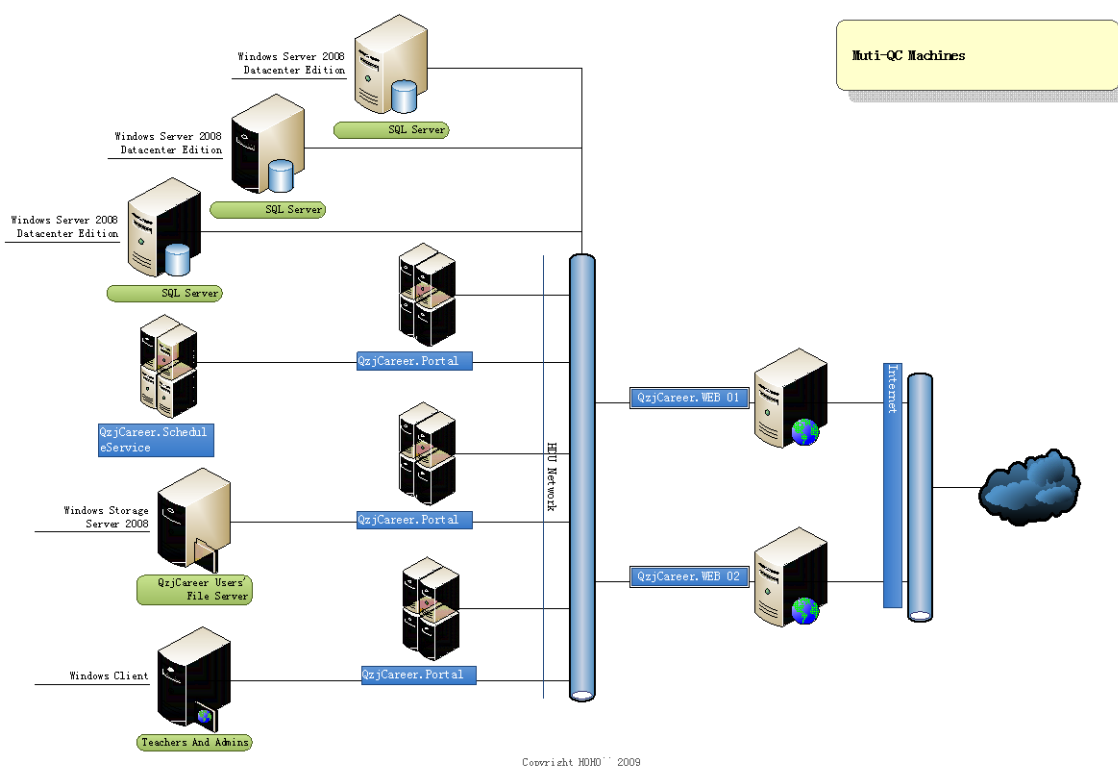 Muti-QC Machines
Windows Server 2008
Datacenter Edition
SQL Server
Windows Server 2008
Datacenter Edition
SQL Server
Windows Server 2008
Datacenter Edition
SQL Server
QzjCareer.Portal
QzjCareer.Schedul
eService
QzjCareer.WEB 01
Internet
HIU Network
Windows Storage
Server 2008
QzjCareer.Portal
QzjCareer Users'
File Server
QzjCareer.WEB 02
Windows Client
QzjCareer.Portal
Teachers And Admins
Copyright HOHO`` 2009